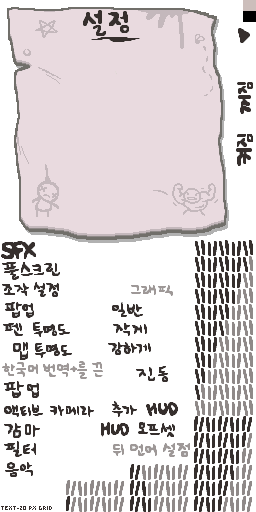 설정
SFX
풀스크린
조작 설정 그래픽
팝업 일반
펜 투명도 작게
맵 투명도 강하게
한국어 번역+를 끈
진동
팝업
액티브 카메라 추가 HUD
감마 HUD 오프셋
필터 뒤 먼어 설정
음악
TEXT-20 PX GRID